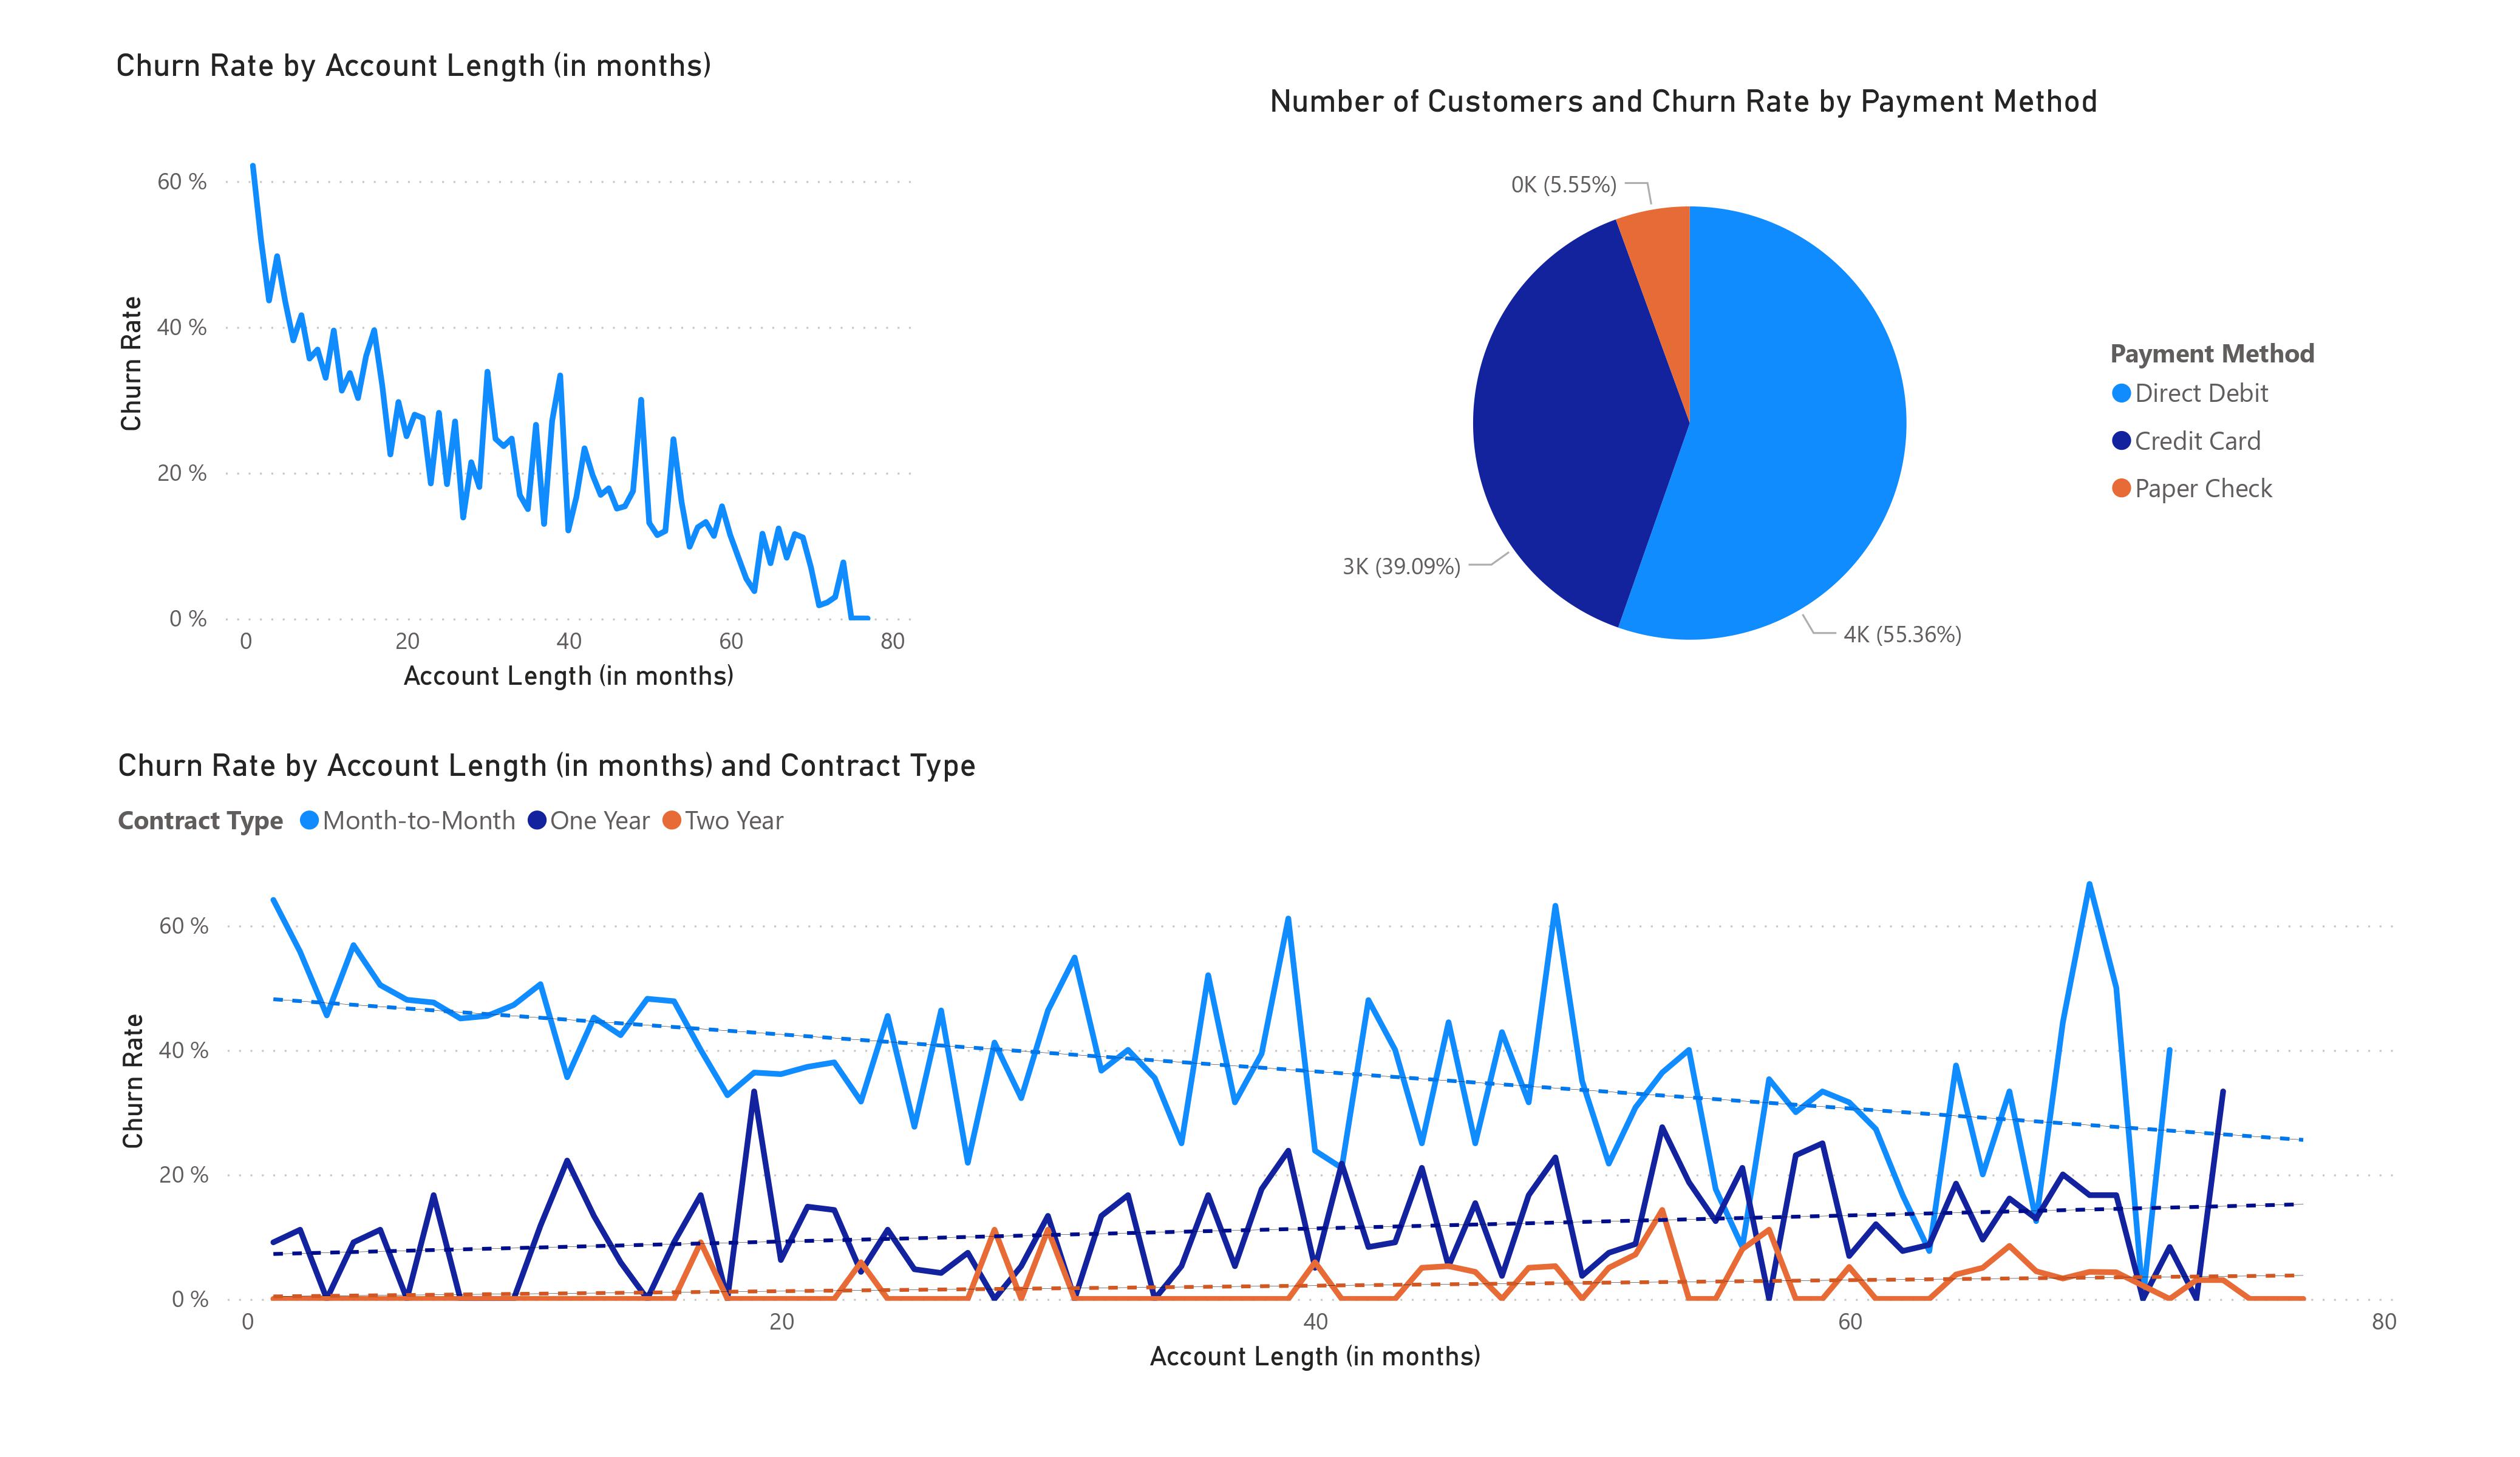 Churn Rate by Account Length (in months)
60 %
40 %
20 %
0 %
Churn Rate
0 20 40 60 80
Account Length (in months)
Number of Customers and Churn Rate by Payment Method
0K (5.55%)
3K (39.09%)
4K (55.36%)
Payment Method
Direct Debit
Credit Card
Paper Check
Churn Rate by Account Length (in months) and Contract Type
Contract Type Month-to-Month One Year Two Year
60 %
40 %
20 %
0 %
Churn Rate
0 20 40 60 80
Account Length (in months)